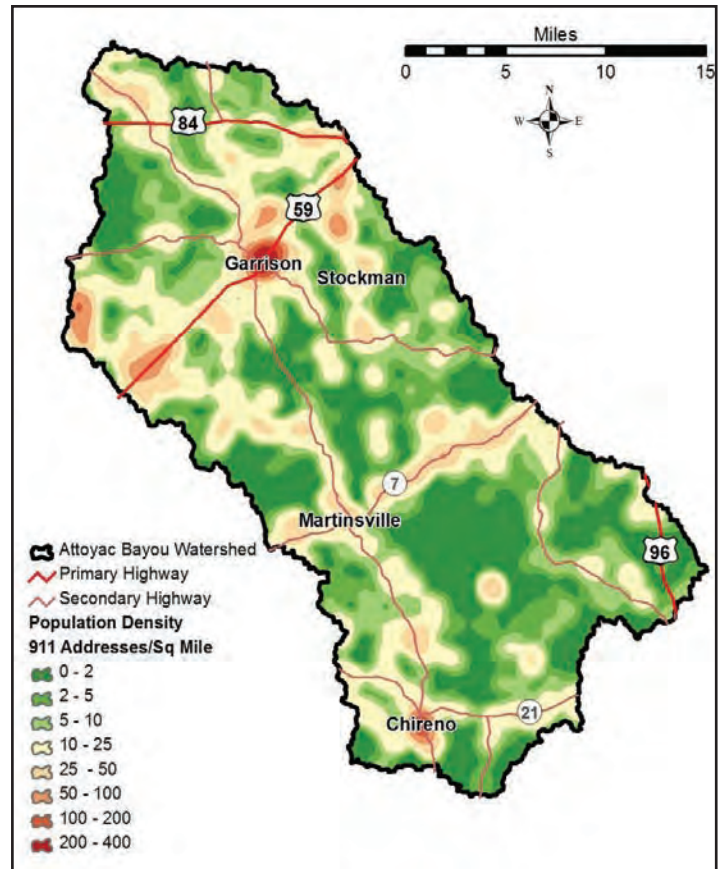 Miles
0 5 10 15
N
W E
S
84
59
Garrison
Stockman
7
Martinsville
96
21
Chireno
Attoyac Bayou Watershed
Primary Highway
Secondary Highway
Population Density
911 Addresses/Sq Mile
0 - 2
2 - 5
5 - 10
10 - 25
25 - 50
50 - 100
100 - 200
200 - 400